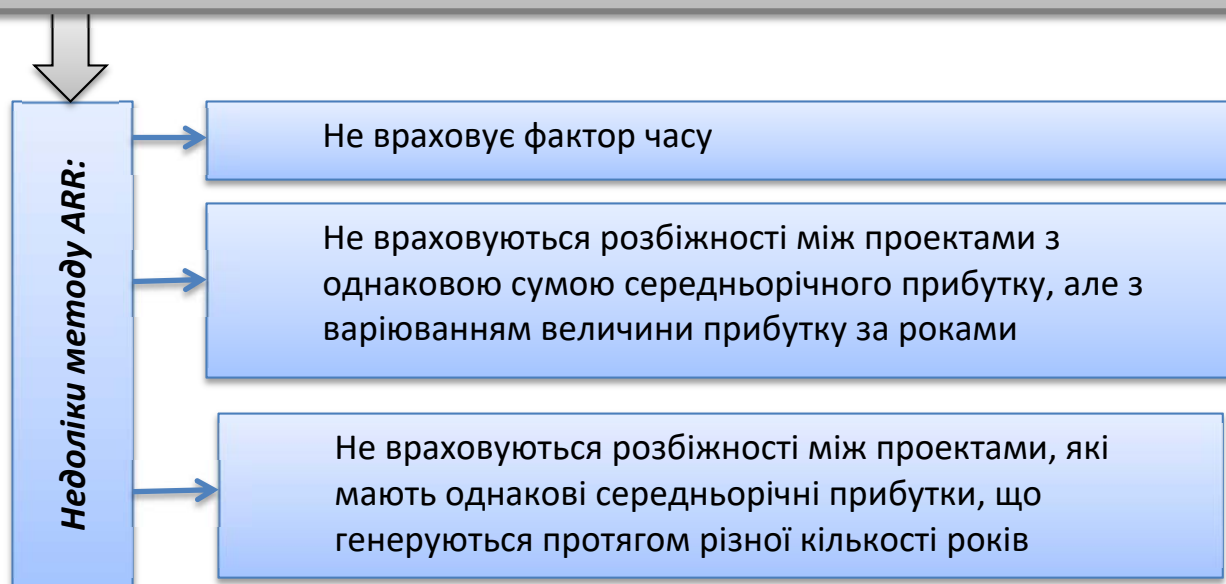 Недоліки методу ARR:
Не враховує фактор часу
Не враховуються розбіжності між проектами з
однаковою сумою середньорічного прибутку, але з
варіюванням величини прибутку за роками
Не враховуються розбіжності між проектами, які
мають однакові середньорічні прибутки, що
генеруються протягом різної кількості років